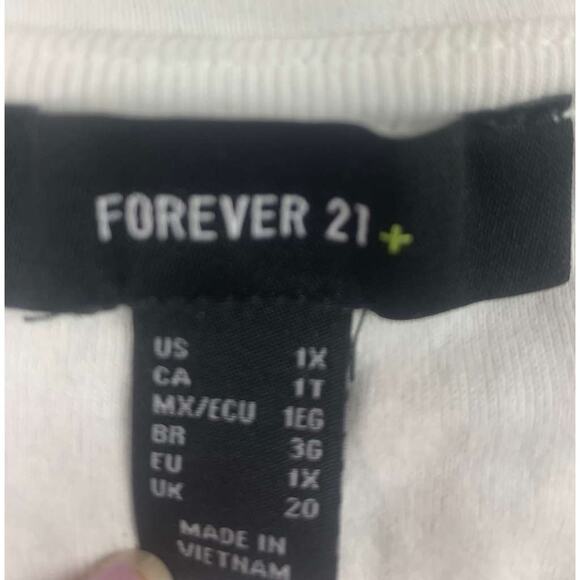 FOREVER 21+
US 1X
CA 1T
MX/ECU 1EG
BR 3G
EU 1X
UK 20
MADE IN
VIETNAM